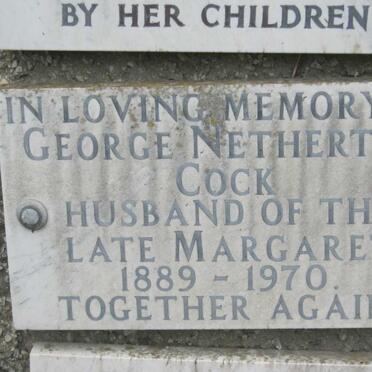 BY HER CHILDREN
IN LOVING MEMORY
GEORGE NETHERT
COCK
HUSBAND OF TH
LATE MARGARE
1889 - 1970.
TOGETHER AGAI